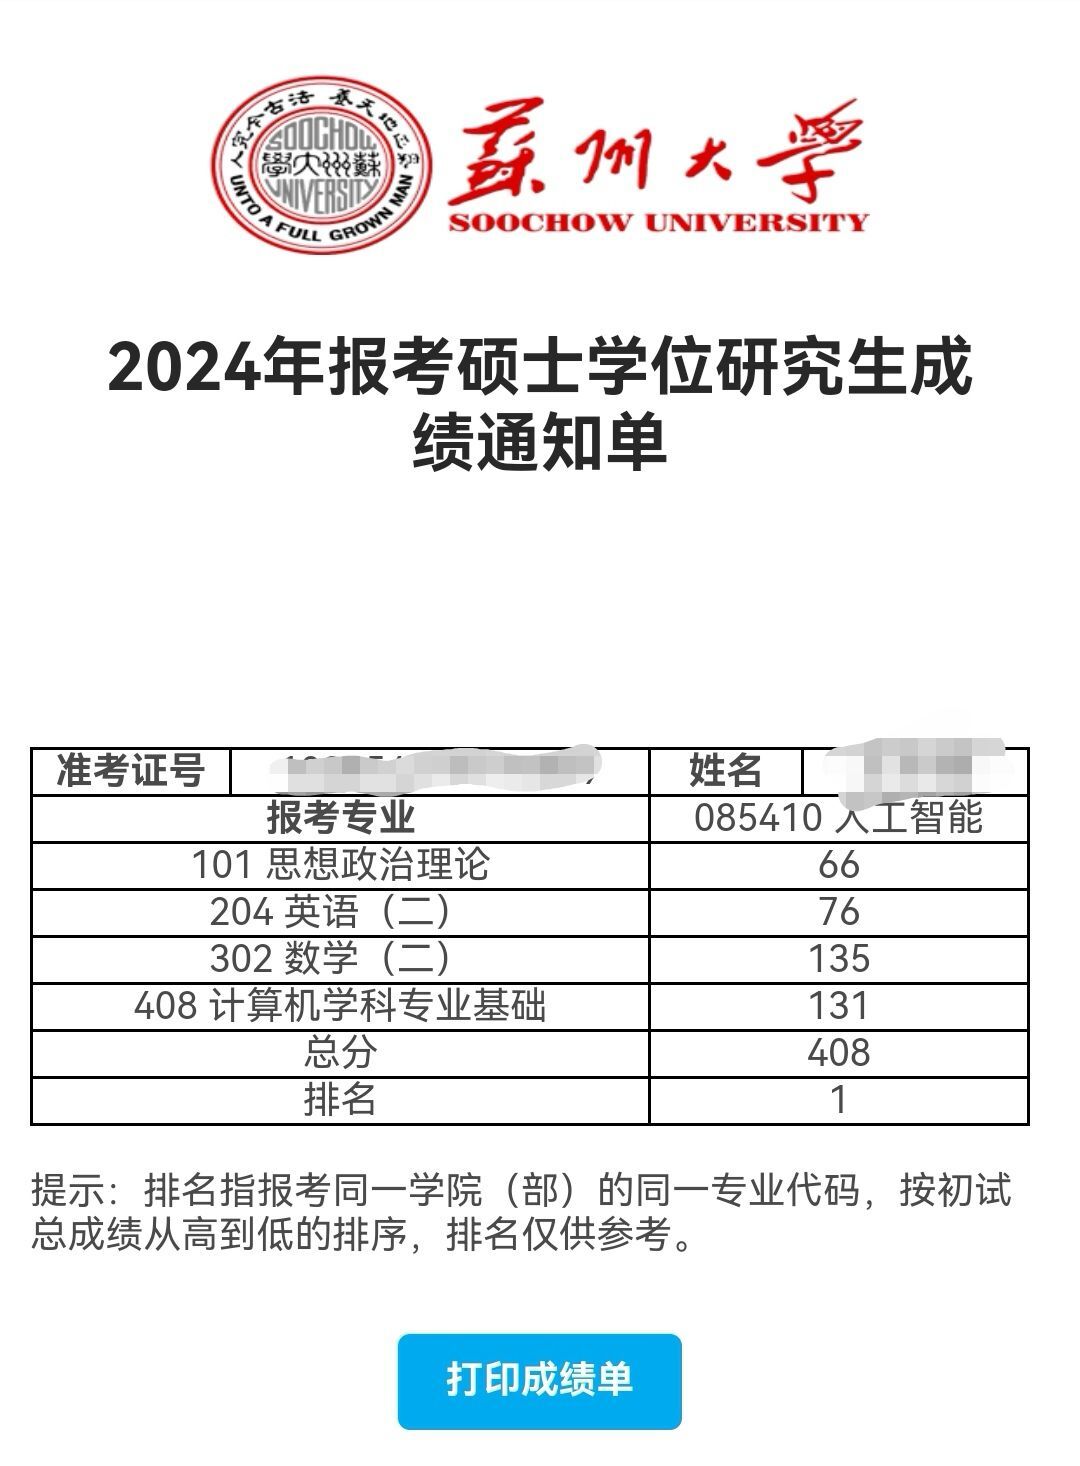 養天地正氣 法古今完人
SOOCHOW
學大州蘇
UNIVERSITY
UNTO A FULL GROWN MAN
蘇州大學
SOOCHOW UNIVERSITY
2024年报考硕士学位研究生成
绩通知单
准考证号 姓名
报考专业 085410 人工智能
101 思想政治理论 66
204 英语（二） 76
302 数学（二） 135
408 计算机学科专业基础 131
总分 408
排名 1
提示：排名指报考同一学院（部）的同一专业代码，按初试
总成绩从高到低的排序，排名仅供参考。
打印成绩单